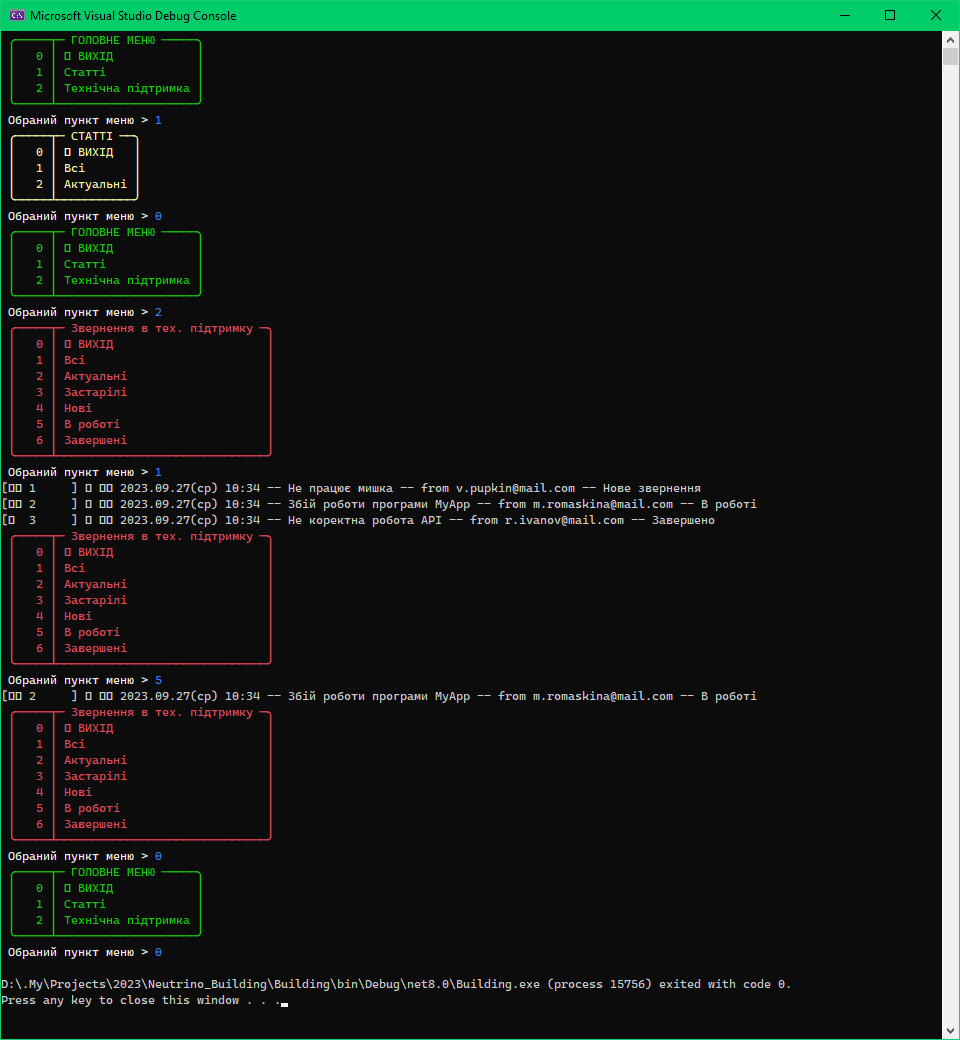 Microsoft Visual Studio Debug Console
ГОЛОВНЕ МЕНЮ
0 ВИХІД
1 Статті
2 Технічна підтримка
Обраний пункт меню > 1
СТАТТІ
0 ВИХІД
1 Всі
2 Актуальні
Обраний пункт меню > 0
ГОЛОВНЕ МЕНЮ
0 ВИХІД
1 Статті
2 Технічна підтримка
Обраний пункт меню > 2
Звернення в тех. підтримку
0 ВИХІД
1 Всі
2 Актуальні
3 Застарілі
4 Нові
5 В роботі
6 Завершені
Обраний пункт меню > 1
[▯▯ 1 ] ▯ ▯▯ 2023.09.27(ср) 10:34 -- Не працює мишка -- from v.pupkin@mail.com -- Нове звернення
[▯▯ 2 ] ▯ ▯▯ 2023.09.27(ср) 10:34 -- Збій роботи програми MyApp -- from m.romaskina@mail.com -- В роботі
[▯ 3 ] ▯ ▯▯ 2023.09.27(ср) 10:34 -- Не коректна робота API -- from r.ivanov@mail.com -- Завершено
Звернення в тех. підтримку
0 ВИХІД
1 Всі
2 Актуальні
3 Застарілі
4 Нові
5 В роботі
6 Завершені
Обраний пункт меню > 5
[▯▯ 2 ] ▯ ▯▯ 2023.09.27(ср) 10:34 -- Збій роботи програми MyApp -- from m.romaskina@mail.com -- В роботі
Звернення в тех. підтримку
0 ВИХІД
1 Всі
2 Актуальні
3 Застарілі
4 Нові
5 В роботі
6 Завершені
Обраний пункт меню > 0
ГОЛОВНЕ МЕНЮ
0 ВИХІД
1 Статті
2 Технічна підтримка
Обраний пункт меню > 0
D:\.My\Projects\2023\Neutrino_Building\Building\bin\Debug\net8.0\Building.exe (process 15756) exited with code 0.
Press any key to close this window . . .